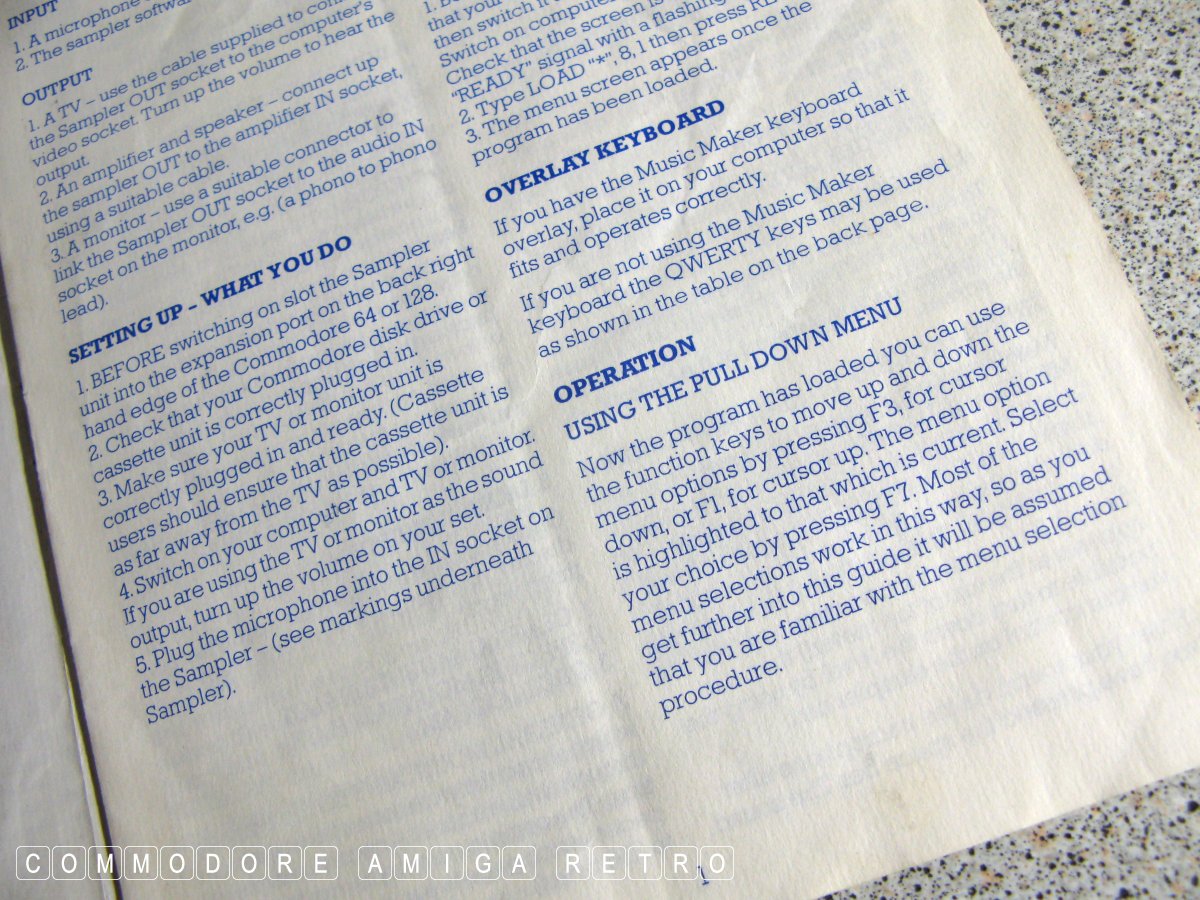 INPUT
1. A microphone
2. The sampler
OUTPUT
1. A TV – use the cable supplied to
the Sampler OUT socket to the computer's
video socket. Turn up the volume to hear the
output.
2. An amplifier and speaker – connect up
the sampler OUT to the amplifier IN socket,
using a suitable cable.
3. A monitor – use a suitable connector to
link the Sampler OUT socket to the audio IN
socket on the monitor, e.g. (a phono to phono
lead).
SETTING UP – WHAT YOU DO
1. BEFORE switching on slot the Sampler
unit into the expansion port on the back right
hand edge of the Commodore 64 or 128.
2. Check that your Commodore disk drive or
cassette unit is correctly plugged in.
3. Make sure your TV or monitor unit is
correctly plugged in and ready. (Cassette
users should ensure that the cassette unit is
as far away from the TV as possible).
4. Switch on your computer and TV or monitor.
If you are using the TV or monitor as the sound
output, turn up the volume on your set.
5. Plug the microphone into the IN socket on
the Sampler – (see markings underneath
Sampler).
that your
then switch it
Switch on computer
Check that the screen is
"READY" signal with a flashing
2. Type LOAD "*", 8, 1 then press
3. The menu screen appears once the
program has been loaded.
OVERLAY KEYBOARD
If you have the Music Maker keyboard
overlay, place it on your computer so that it
fits and operates correctly.
If you are not using the Music Maker
keyboard the QWERTY keys may be used
as shown in the table on the back page.
OPERATION
USING THE PULL DOWN MENU
Now the program has loaded you can use
the function keys to move up and down the
menu options by pressing F3, for cursor
down, or F1, for cursor up. The menu option
is highlighted to that which is current. Select
your choice by pressing F7. Most of the
menu selections work in this way, so as you
get further into this guide it will be assumed
that you are familiar with the menu selection
procedure.
1
COMMODORE AMIGA RETRO